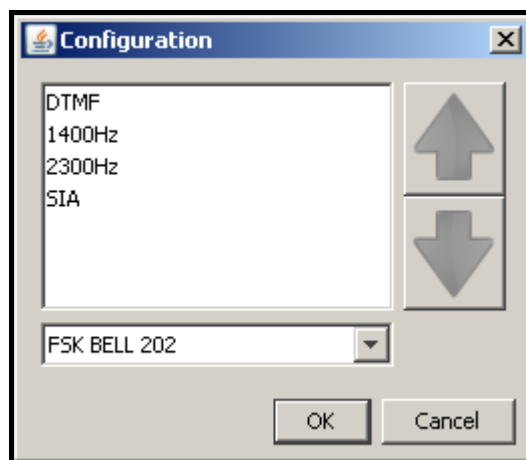 Configuration
DTMF
1400Hz
2300Hz
SIA
FSK BELL 202
OK
Cancel